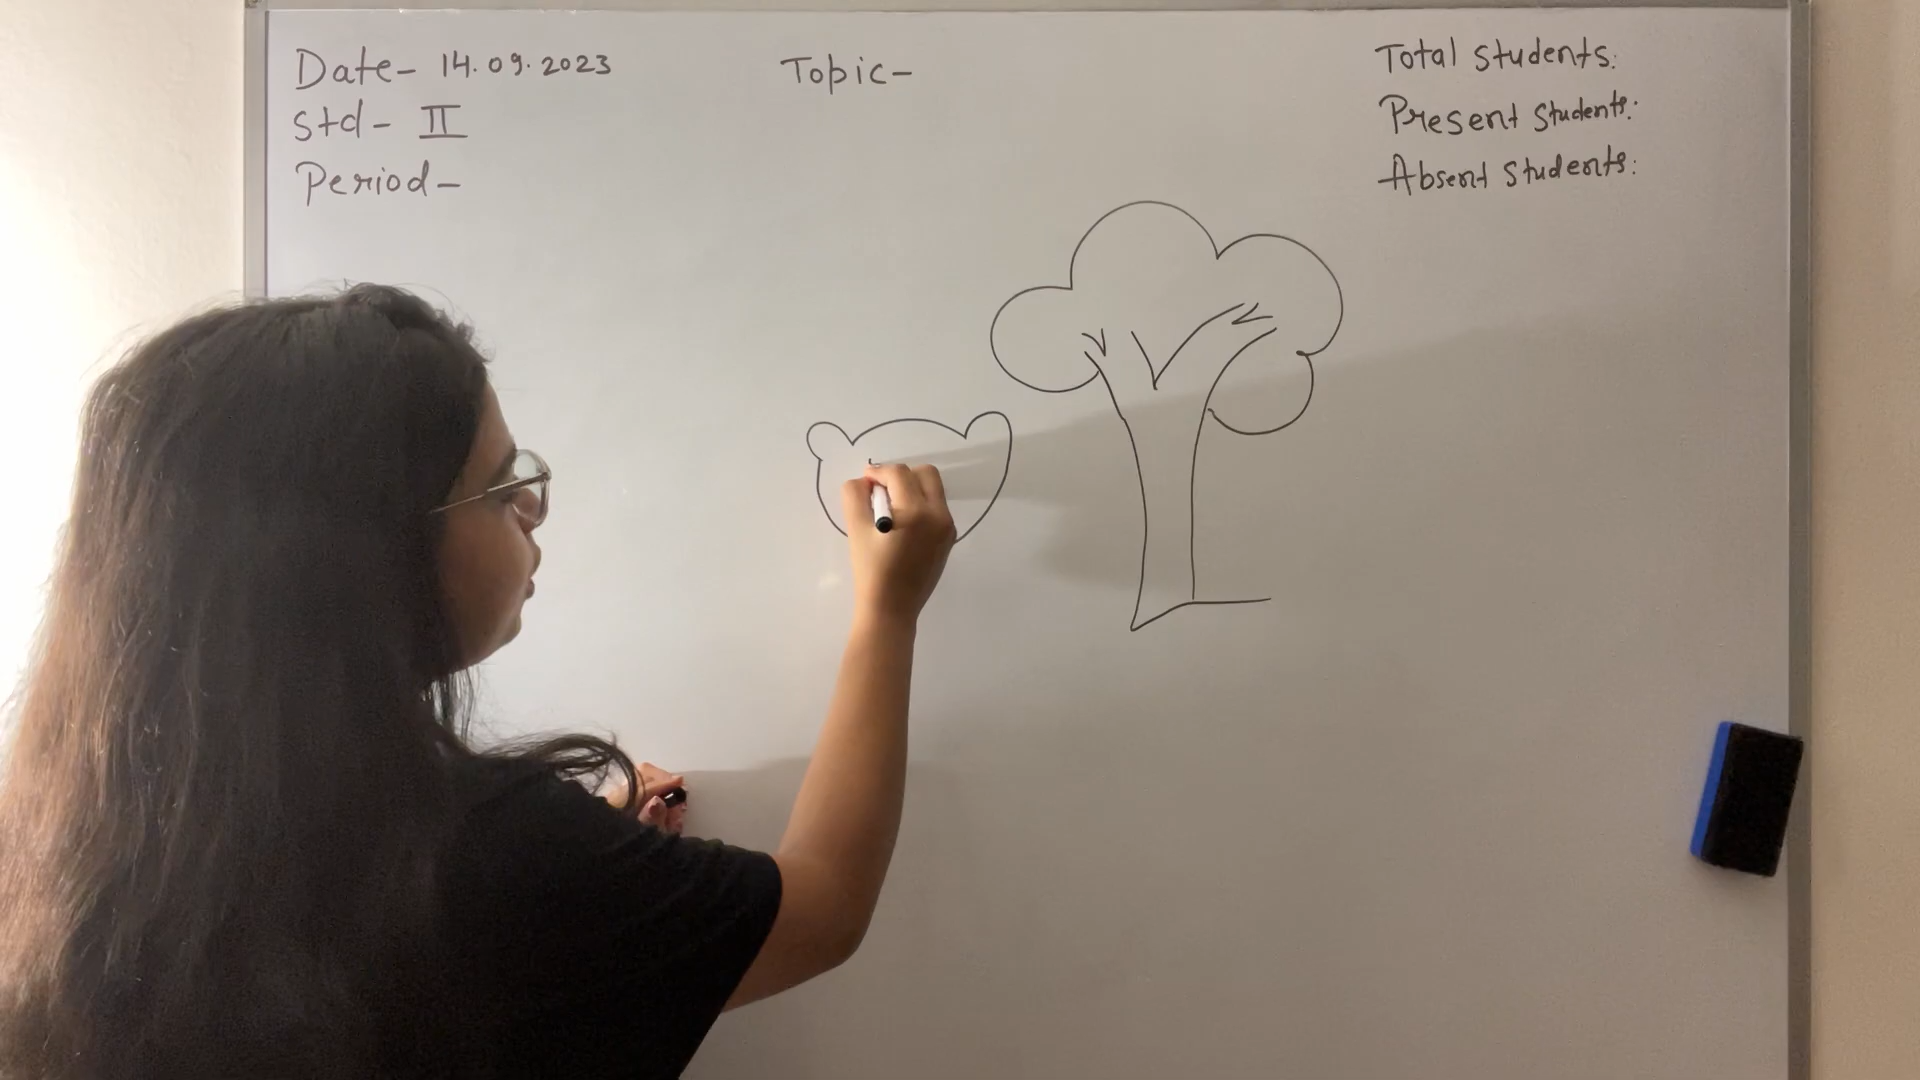 Date- 14.09.2023
Std- II
Period-
Topic-
Total Students:
Present Students:
Absent Students: